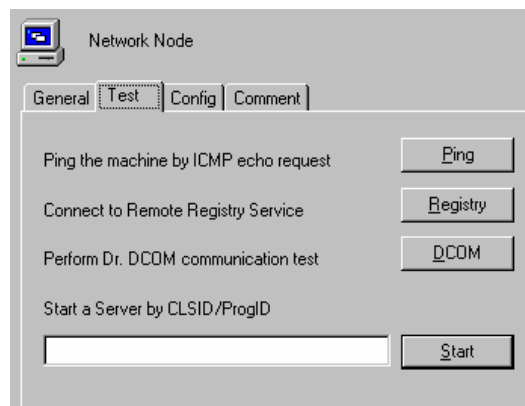 Network Node
General Test Config Comment
Ping the machine by ICMP echo request Ping
Connect to Remote Registry Service Registry
Perform Dr. DCOM communication test DCOM
Start a Server by CLSID/ProgID
Start